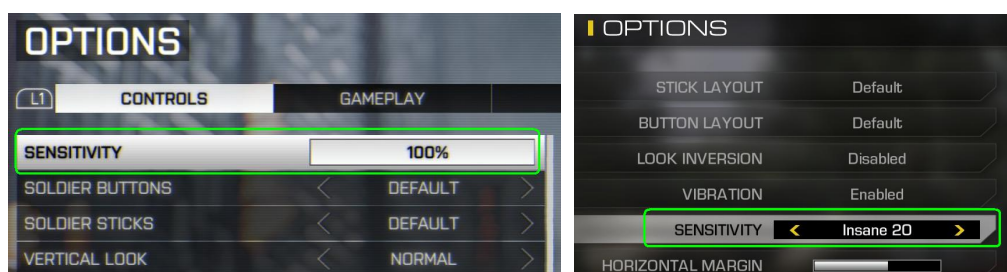 OPTIONS
L1 CONTROLS GAMEPLAY
SENSITIVITY 100%
SOLDIER BUTTONS DEFAULT
SOLDIER STICKS DEFAULT
VERTICAL LOOK NORMAL
OPTIONS
STICK LAYOUT Default
BUTTON LAYOUT Default
LOOK INVERSION Disabled
VIBRATION Enabled
SENSITIVITY Insane 20
HORIZONTAL MARGIN